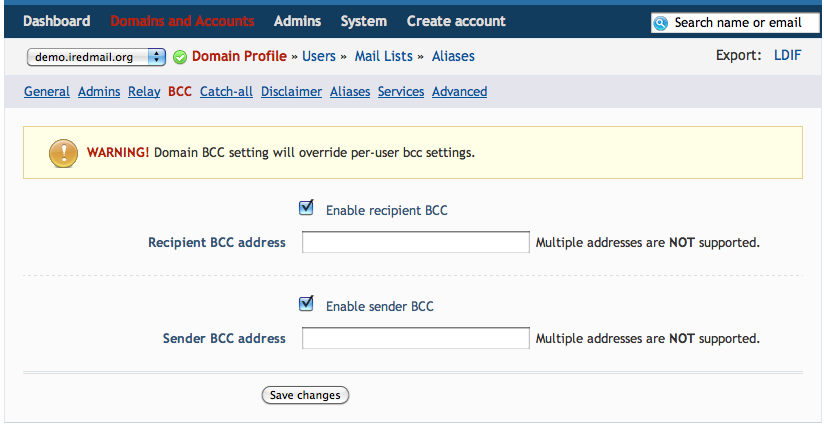 Dashboard Domains and Accounts Admins System Create account Search name or email
demo.iredmail.org Domain Profile » Users » Mail Lists » Aliases Export: LDIF
General Admins Relay BCC Catch-all Disclaimer Aliases Services Advanced
WARNING! Domain BCC setting will override per-user bcc settings.
Enable recipient BCC
Recipient BCC address Multiple addresses are NOT supported.
Enable sender BCC
Sender BCC address Multiple addresses are NOT supported.
Save changes